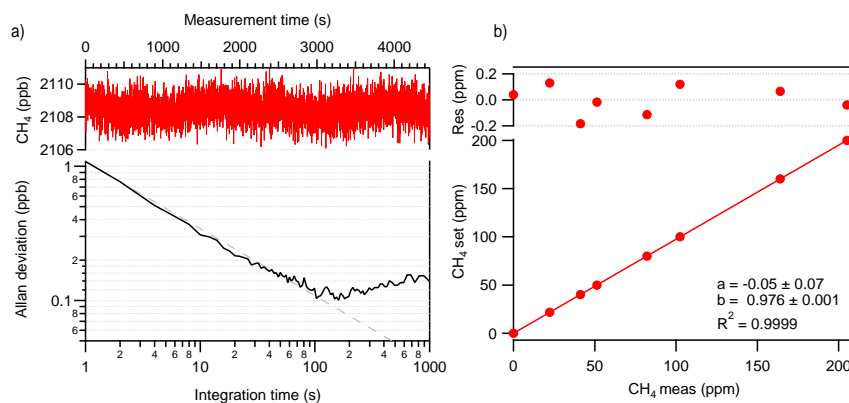 a)
Measurement time (s)
0 1000 2000 3000 4000
CH4 (ppb)
2110
2108
2106
Allan deviation (ppb)
1
8
6
4
2
0.1
8
6
1 2 4 6 8 10 2 4 6 8 100 2 4 6 8 1000
Integration time (s)
b)
Res (ppm)
0.2
0.0
-0.2
CH4 set (ppm)
200
150
100
50
0
a = -0.05 ± 0.07
b = 0.976 ± 0.001
R2 = 0.9999
0 50 100 150 200
CH4 meas (ppm)